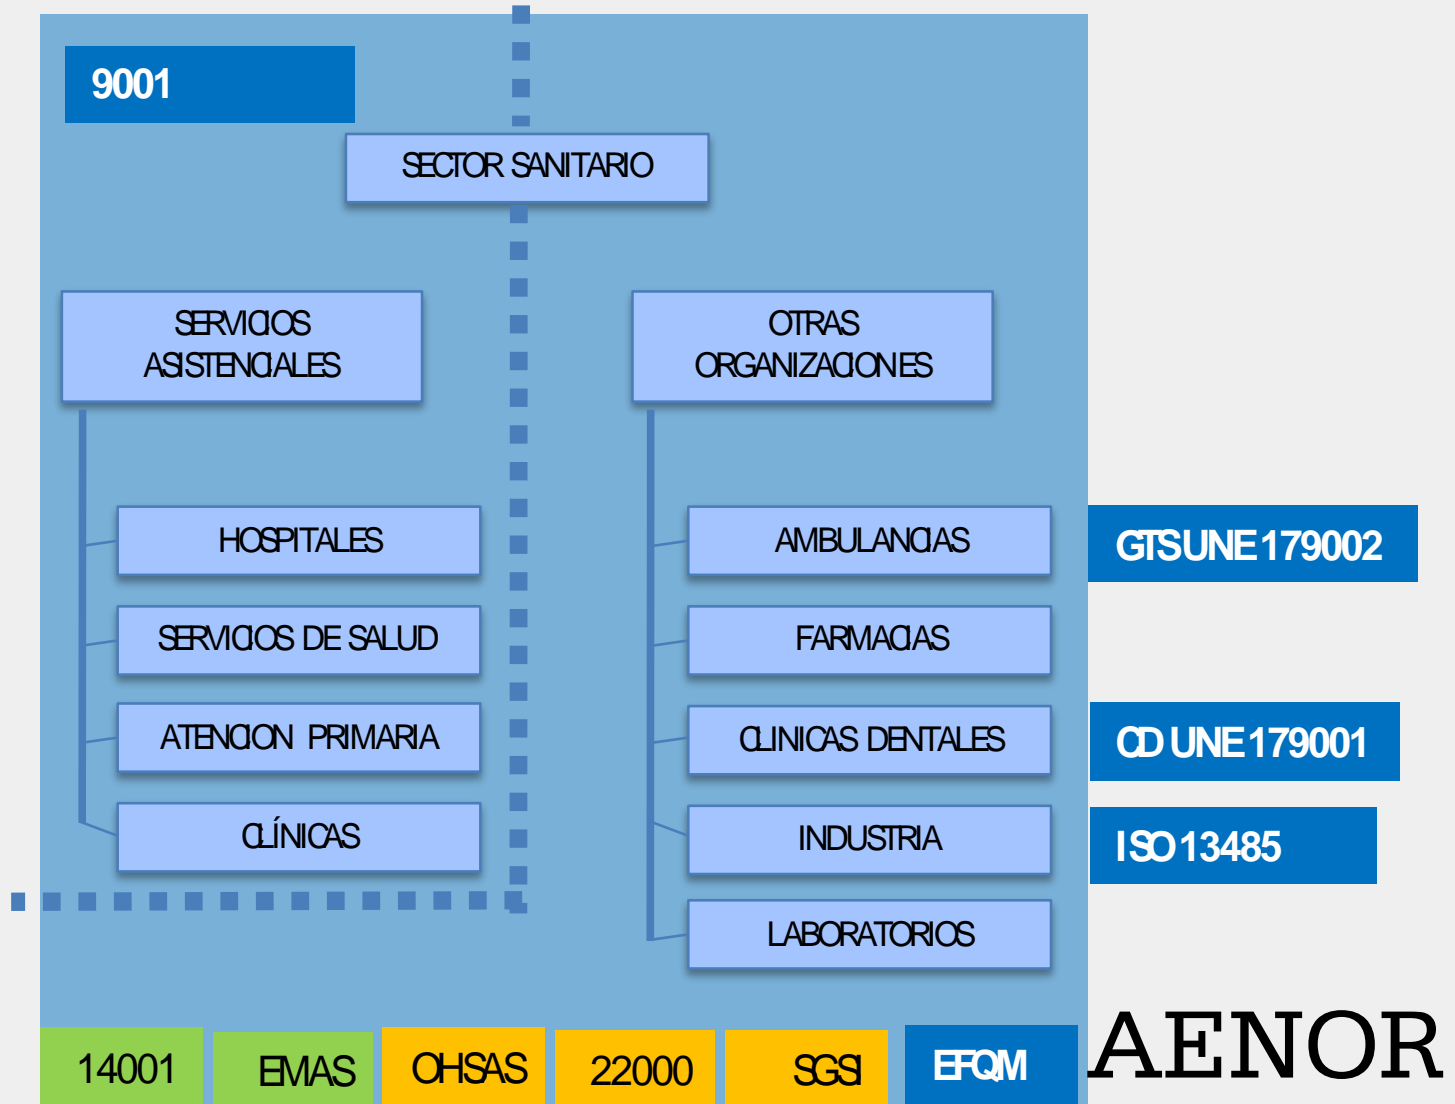 9001
SECTOR SANITARIO
SERVICIOS
ASISTENCIALES
OTRAS
ORGANIZACIONES
HOSPITALES
AMBULANCIAS
GTS UNE 179002
SERVICIOS DE SALUD
FARMACIAS
ATENCION PRIMARIA
CLINICAS DENTALES
CD UNE 179001
CLÍNICAS
INDUSTRIA
ISO 13485
LABORATORIOS
14001
EMAS
OHSAS
22000
SGSI
EFQM
AENOR